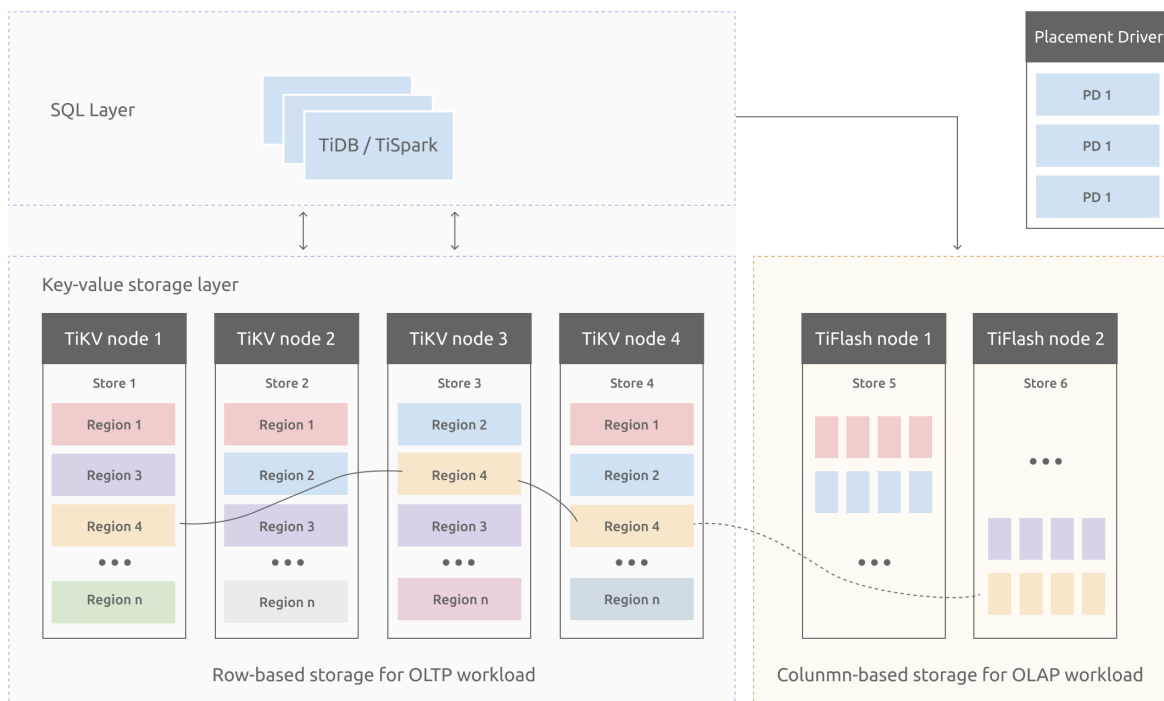 Placement Driver
PD 1
PD 1
PD 1
SQL Layer
TiDB / TiSpark
Key-value storage layer
TiKV node 1
Store 1
Region 1
Region 3
Region 4
Region n
TiKV node 2
Store 2
Region 1
Region 2
Region 3
Region n
TiKV node 3
Store 3
Region 2
Region 4
Region 3
Region n
TiKV node 4
Store 4
Region 1
Region 2
Region 4
Region n
Row-based storage for OLTP workload
TiFlash node 1
Store 5
TiFlash node 2
Store 6
Colunmn-based storage for OLAP workload